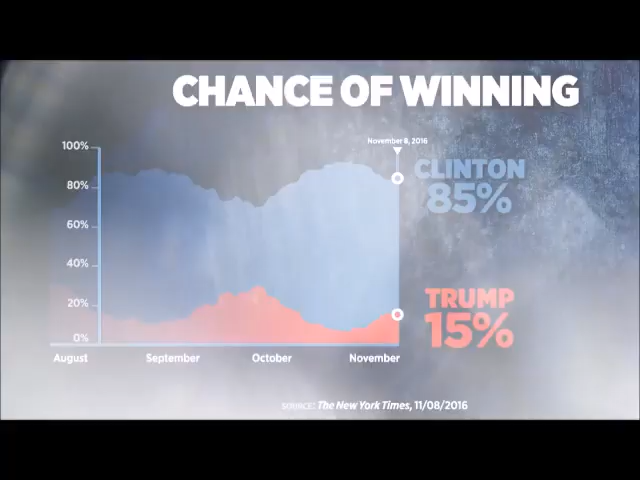 CHANCE OF WINNING
November 8, 2016
100%
80%
60%
40%
20%
0%
CLINTON
85%
TRUMP
15%
August September October November
SOURCE: The New York Times, 11/08/2016